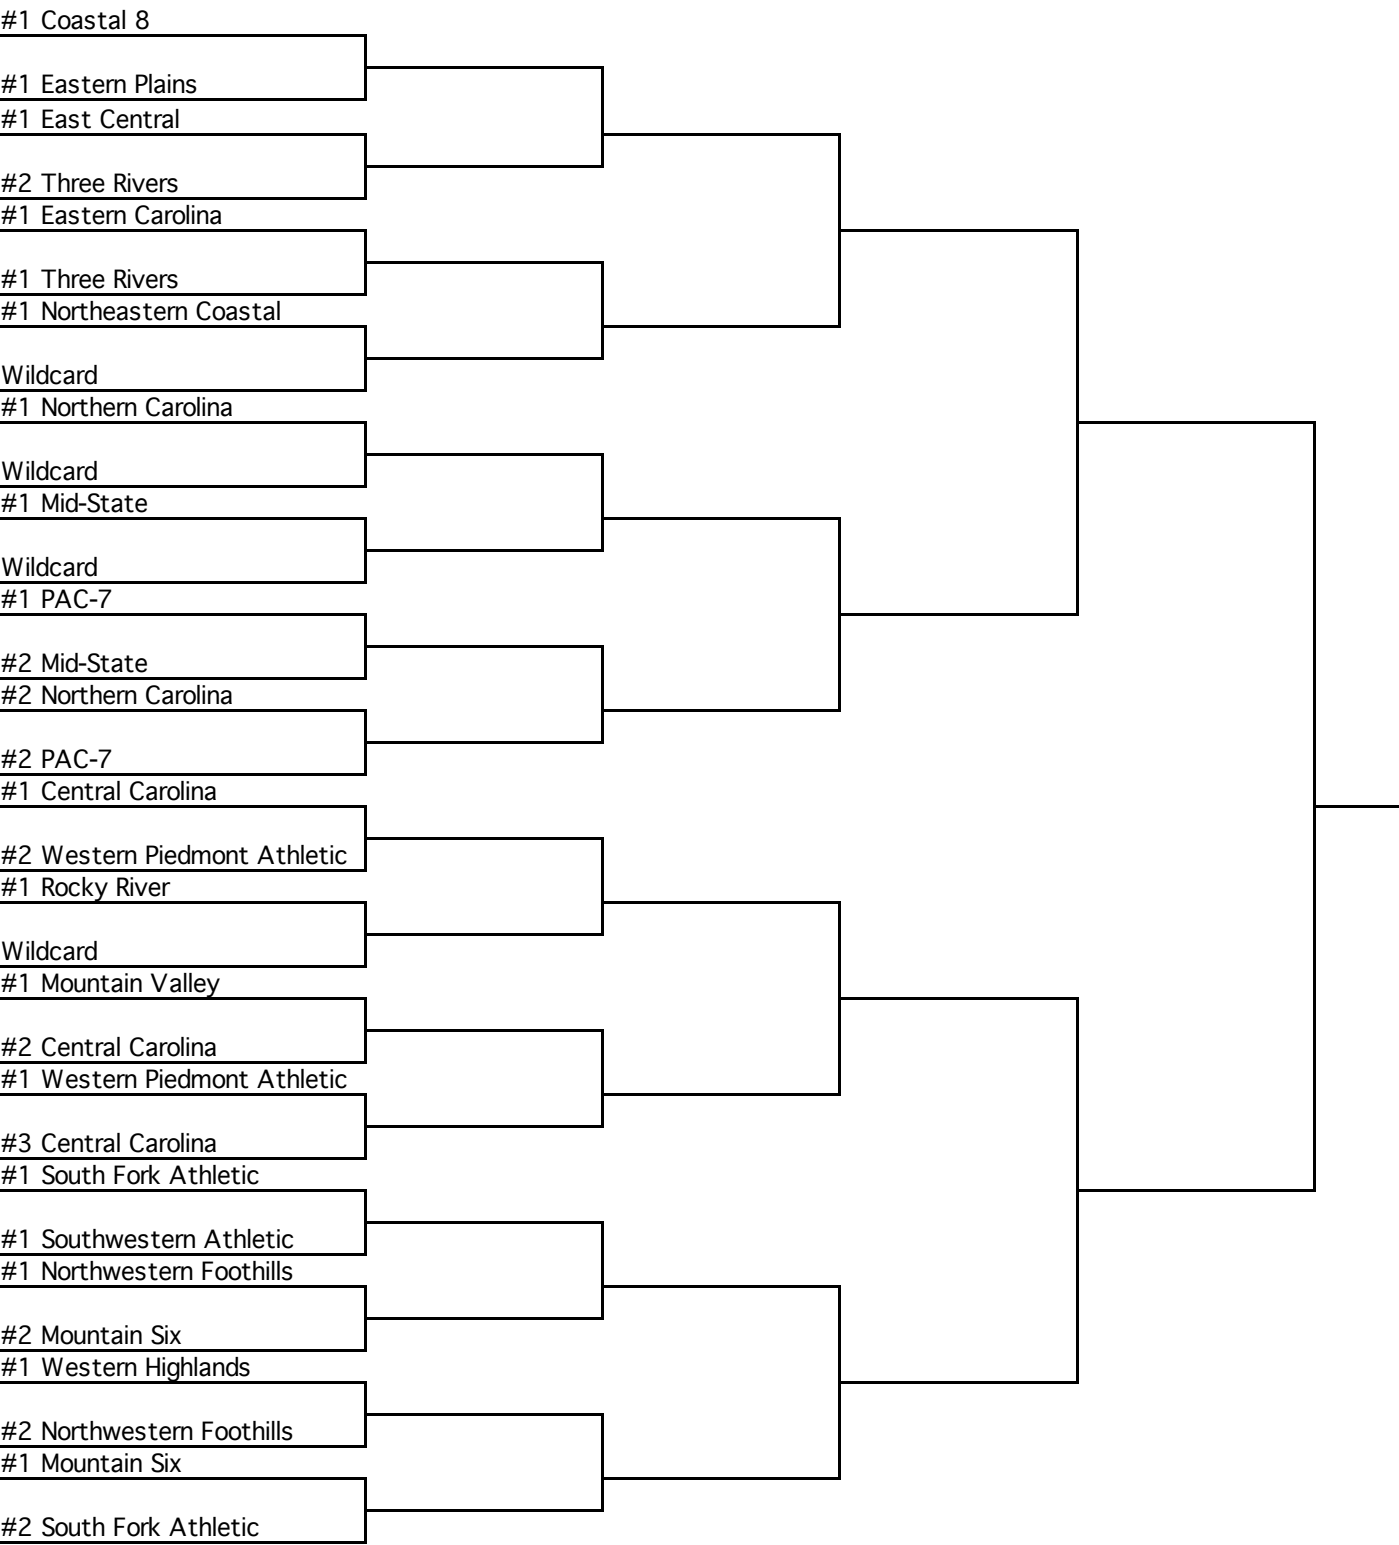 #1 Coastal 8
#1 Eastern Plains
#1 East Central
#2 Three Rivers
#1 Eastern Carolina
#1 Three Rivers
#1 Northeastern Coastal
Wildcard
#1 Northern Carolina
Wildcard
#1 Mid-State
Wildcard
#1 PAC-7
#2 Mid-State
#2 Northern Carolina
#2 PAC-7
#1 Central Carolina
#2 Western Piedmont Athletic
#1 Rocky River
Wildcard
#1 Mountain Valley
#2 Central Carolina
#1 Western Piedmont Athletic
#3 Central Carolina
#1 South Fork Athletic
#1 Southwestern Athletic
#1 Northwestern Foothills
#2 Mountain Six
#1 Western Highlands
#2 Northwestern Foothills
#1 Mountain Six
#2 South Fork Athletic